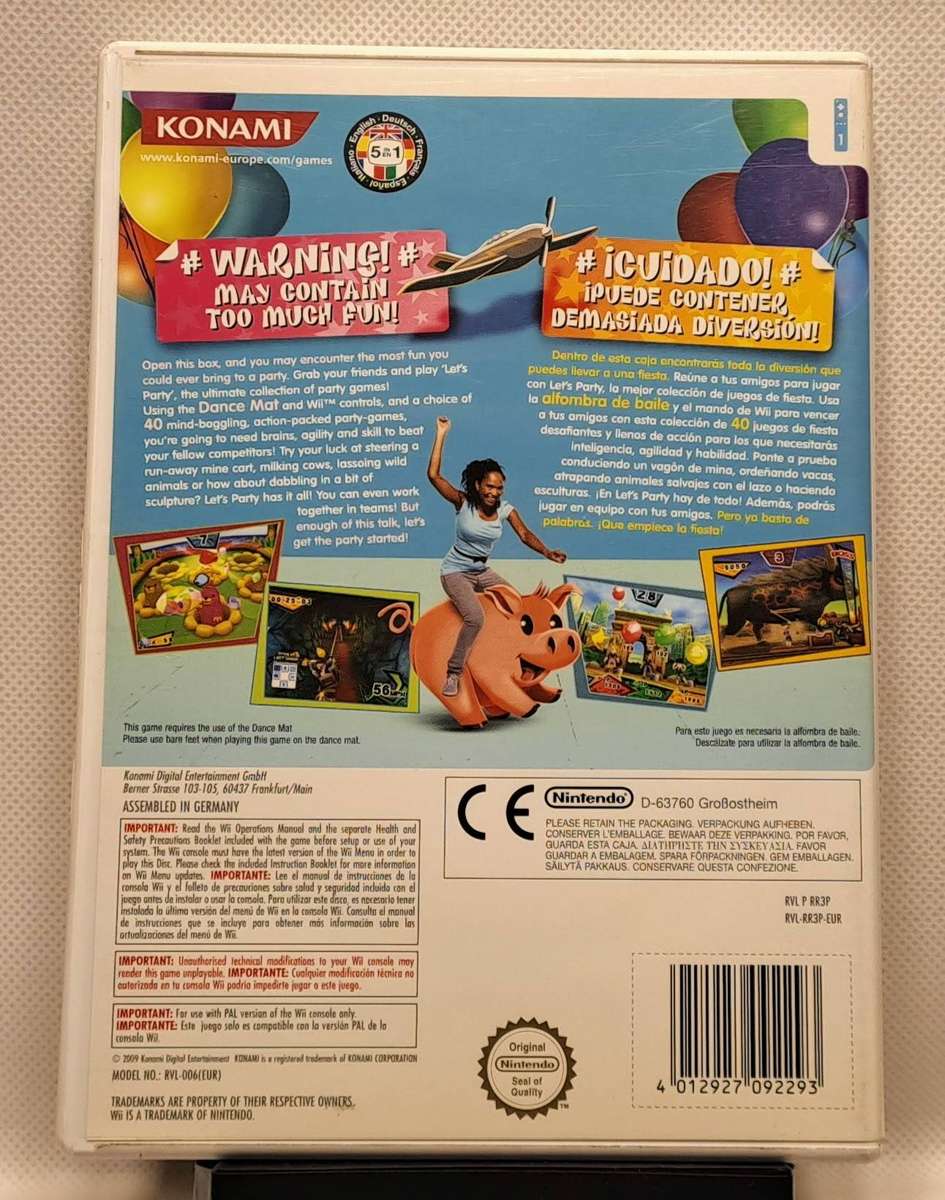 KONAMI
www.konami-europe.com/games
English · Deutsch · Français · Español · Italiano
5 IN EN 1
1
# WARNING! #
MAY CONTAIN
TOO MUCH FUN!
Open this box, and you may encounter the most fun you
could ever bring to a party. Grab your friends and play 'Let's
Party', the ultimate collection of party games!
Using the Dance Mat and Wii™ controls, and a choice of
40 mind-boggling, action-packed party-games,
you're going to need brains, agility and skill to beat
your fellow competitors! Try your luck at steering a
run-away mine cart, milking cows, lassoing wild
animals or how about dabbling in a bit of
sculpture? Let's Party has it all! You can even work
together in teams! But
enough of this talk, let's
get the party started!
# ¡CUIDADO! #
¡PUEDE CONTENER
DEMASIADA DIVERSIÓN!
Dentro de esta caja encontrarás toda la diversión que
puedes llevar a una fiesta. Reúne a tus amigos para jugar
con Let's Party, la mejor colección de juegos de fiesta. Usa
la alfombra de baile y el mando de Wii para vencer
a tus amigos con esta colección de 40 juegos de fiesta
desafiantes y llenos de acción para los que necesitarás
inteligencia, agilidad y habilidad. Ponte a prueba
conduciendo un vagón de mina, ordeñando vacas,
atrapando animales salvajes con el lazo o haciendo
esculturas. ¡En Let's Party hay de todo! Además, podrás
jugar en equipo con tus amigos. Pero ya basta de
palabras. ¡Que empiece la fiesta!
7
56
28
3
This game requires the use of the Dance Mat
Please use bare feet when playing this game on the dance mat.
Para este juego es necesaria la alfombra de baile.
Descálzate para utilizar la alfombra de baile.
Konami Digital Entertainment GmbH
Berner Strasse 103-105, 60437 Frankfurt/Main
ASSEMBLED IN GERMANY
IMPORTANT: Read the Wii Operations Manual and the separate Health and
Safety Precautions Booklet included with the game before setup or use of your
system. The Wii console must have the latest version of the Wii Menu in order to
play this Disc. Please check the included Instruction Booklet for more information
on Wii Menu updates. IMPORTANTE: Lee el manual de instrucciones de la
consola Wii y el folleto de precauciones sobre salud y seguridad incluido con el
juego antes de instalar o usar la consola. Para utilizar este disco, es necesario tener
instalada la última versión del menú de Wii en la consola Wii. Consulta el manual
de instrucciones que se incluye para obtener más información sobre las
actualizaciones del menú de Wii.
IMPORTANT: Unauthorised technical modifications to your Wii console may
render this game unplayable. IMPORTANTE: Cualquier modificación técnica no
autorizada en tu consola Wii podría impedirte jugar a este juego.
IMPORTANT: For use with PAL version of the Wii console only.
IMPORTANTE: Este juego solo es compatible con la versión PAL de la
consola Wii.
© 2009 Konami Digital Entertainment KONAMI is a registered trademark of KONAMI CORPORATION
MODEL NO.: RVL-006(EUR)
TRADEMARKS ARE PROPERTY OF THEIR RESPECTIVE OWNERS.
Wii IS A TRADEMARK OF NINTENDO.
CE
Nintendo® D-63760 Großostheim
PLEASE RETAIN THE PACKAGING. VERPACKUNG AUFHEBEN.
CONSERVER L'EMBALLAGE. BEWAAR DEZE VERPAKKING. POR FAVOR,
GUARDA ESTA CAJA. ΔΙΑΤΗΡΗΣΤΕ ΤΗΝ ΣΥΣΚΕΥΑΣΙΑ. FAVOR
GUARDAR A EMBALAGEM. SPARA FÖRPACKNINGEN. GEM EMBALLAGEN.
SÄILYTÄ PAKKAUS. CONSERVARE QUESTA CONFEZIONE.
RVL P RR3P
RVL-RR3P-EUR
Original
Nintendo
Seal of
Quality
TM
4 012927 092293